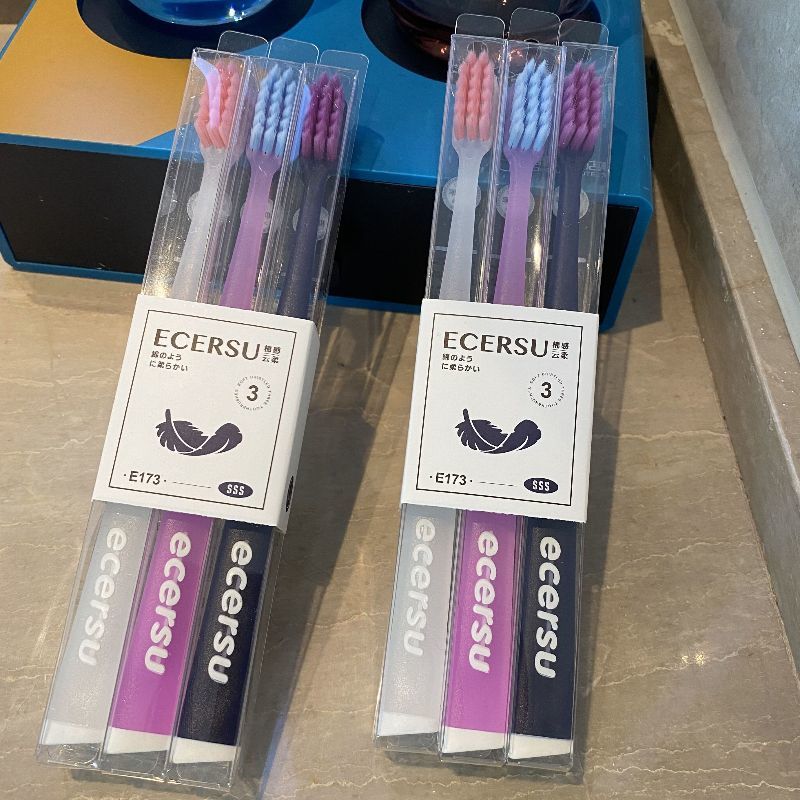 ECERSU 棉感
云柔
綿のよう
に柔らかい
3
·E173·
SSS
ecersu
ecersu
ecersu
ECERSU 棉感
云柔
綿のよう
に柔らかい
3
·E173·
SSS
ecersu
ecersu
ecersu